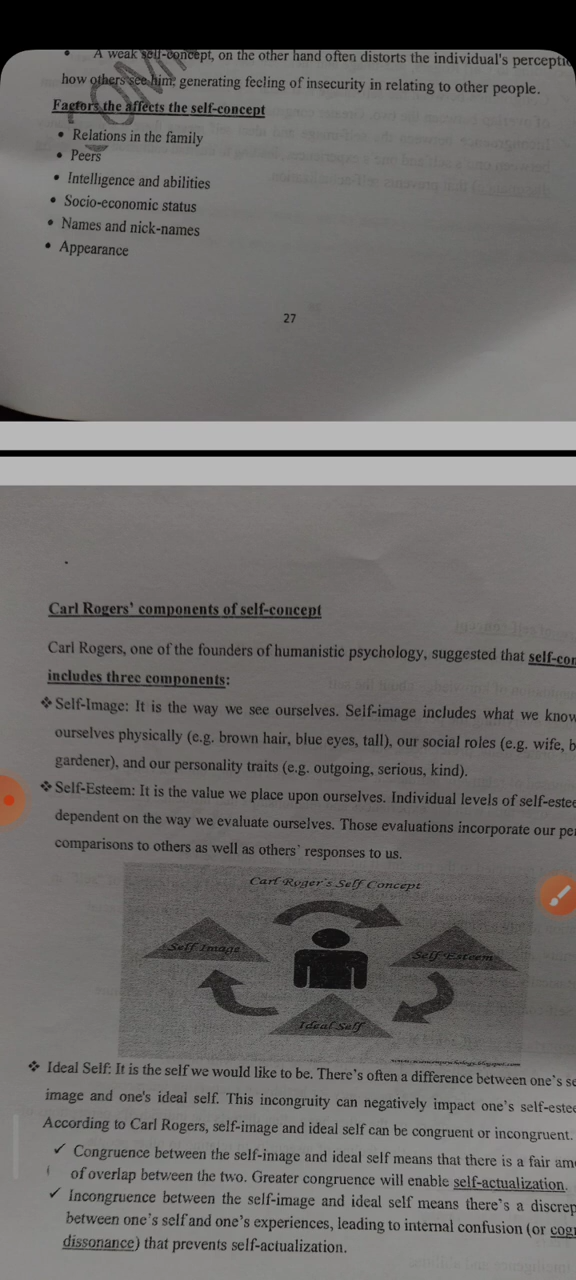 • A weak self-concept, on the other hand often distorts the individual's percepti
how others see him, generating feeling of insecurity in relating to other people.
Factors the affects the self-concept
• Relations in the family
• Peers
• Intelligence and abilities
• Socio-economic status
• Names and nick-names
• Appearance
27
Carl Rogers' components of self-concept
Carl Rogers, one of the founders of humanistic psychology, suggested that self-con
includes three components:
❖ Self-Image: It is the way we see ourselves. Self-image includes what we know
ourselves physically (e.g. brown hair, blue eyes, tall), our social roles (e.g. wife, b
gardener), and our personality traits (e.g. outgoing, serious, kind).
❖ Self-Esteem: It is the value we place upon ourselves. Individual levels of self-estee
dependent on the way we evaluate ourselves. Those evaluations incorporate our pe
comparisons to others as well as others' responses to us.
Carl Roger's Self Concept
Self Image
Self Esteem
Ideal Self
❖ Ideal Self: It is the self we would like to be. There's often a difference between one's se
image and one's ideal self. This incongruity can negatively impact one's self-estee
According to Carl Rogers, self-image and ideal self can be congruent or incongruent.
✓ Congruence between the self-image and ideal self means that there is a fair am
of overlap between the two. Greater congruence will enable self-actualization.
✓ Incongruence between the self-image and ideal self means there's a discrep
between one's self and one's experiences, leading to internal confusion (or cogn
dissonance) that prevents self-actualization.